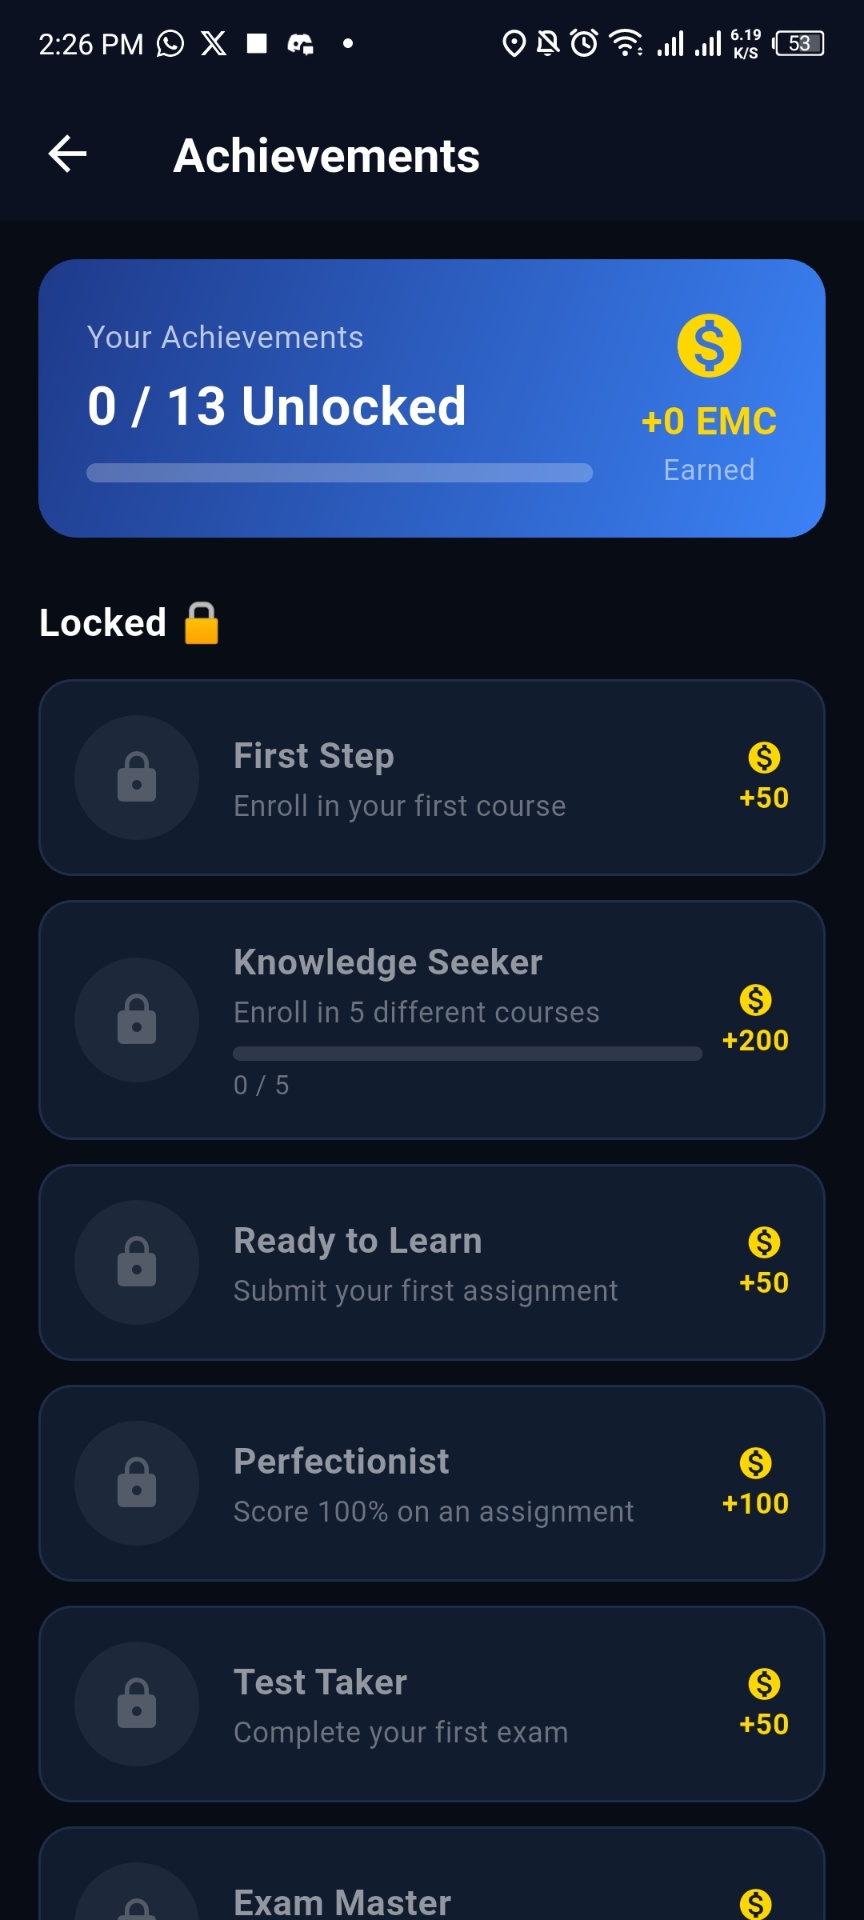 2:26 PM
6.19
K/S
53
Achievements
Your Achievements
0 / 13 Unlocked
+0 EMC
Earned
Locked 🔒
First Step
Enroll in your first course
+50
Knowledge Seeker
Enroll in 5 different courses
0 / 5
+200
Ready to Learn
Submit your first assignment
+50
Perfectionist
Score 100% on an assignment
+100
Test Taker
Complete your first exam
+50
Exam Master